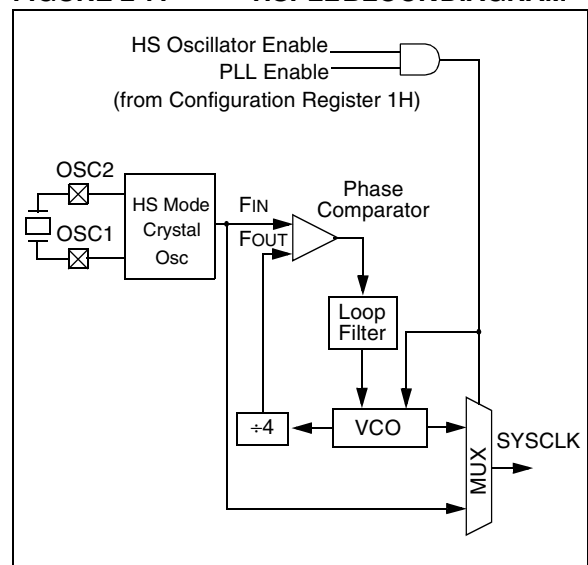 HS Oscillator Enable
PLL Enable
(from Configuration Register 1H)
OSC2
OSC1
HS Mode
Crystal
Osc
FIN
FOUT
Phase
Comparator
Loop
Filter
÷4
VCO
MUX
SYSCLK